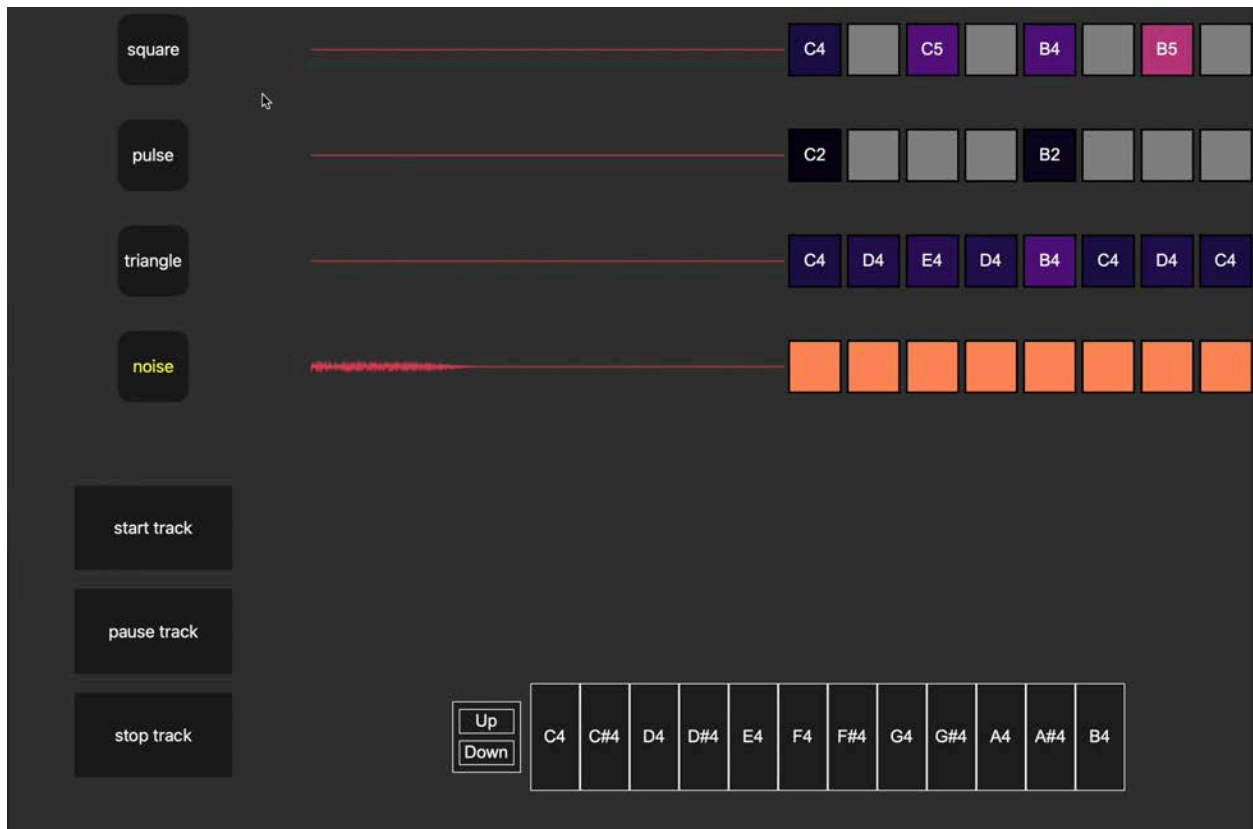 square C4 C5 B4 B5
pulse C2 B2
triangle C4 D4 E4 D4 B4 C4 D4 C4
noise
start track
pause track
stop track
Up
Down
C4 C#4 D4 D#4 E4 F4 F#4 G4 G#4 A4 A#4 B4